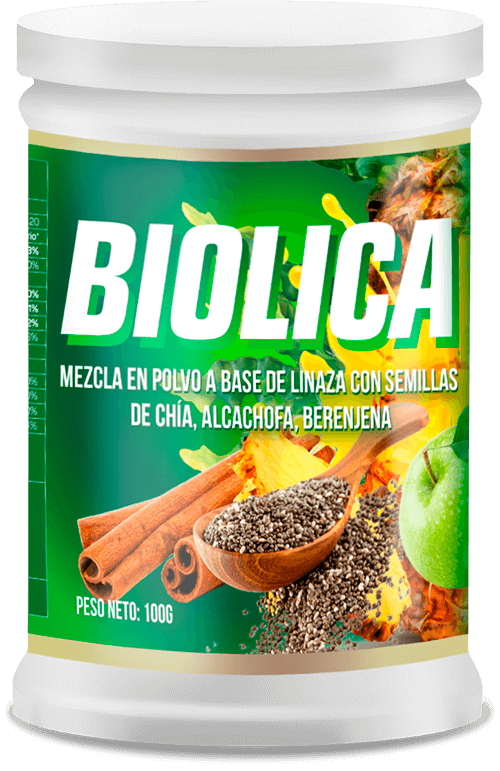 BIOLICA
MEZCLA EN POLVO A BASE DE LINAZA CON SEMILLAS
DE CHÍA, ALCACHOFA, BERENJENA
PESO NETO: 100G